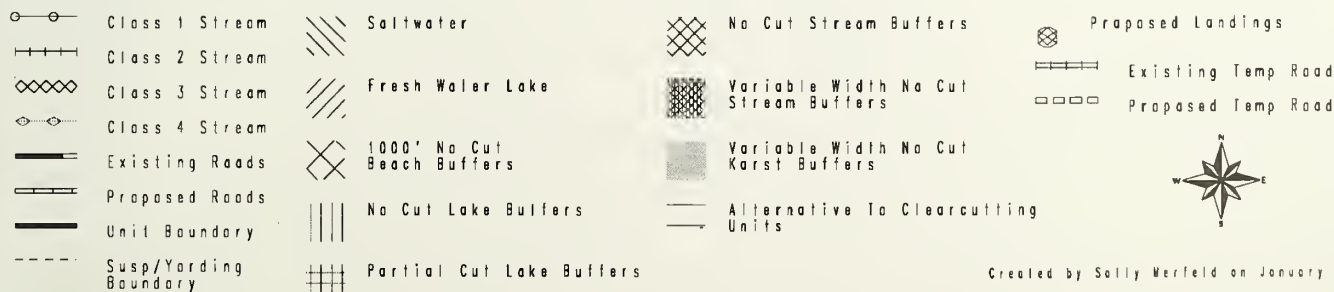 Class 1 Stream
Class 2 Stream
Class 3 Stream
Class 4 Stream
Existing Roads
Proposed Roads
Unit Boundary
Susp/Yarding
Boundary
Saltwater
Fresh Water Lake
1000' No Cut
Beach Buffers
No Cut Lake Buffers
Partial Cut Lake Buffers
No Cut Stream Buffers
Variable Width No Cut
Stream Buffers
Variable Width No Cut
Karst Buffers
Alternative To Clearcutting
Units
Proposed Landings
Existing Temp Road
Proposed Temp Road
N
W E
S
Created by Sally Werfeld on January